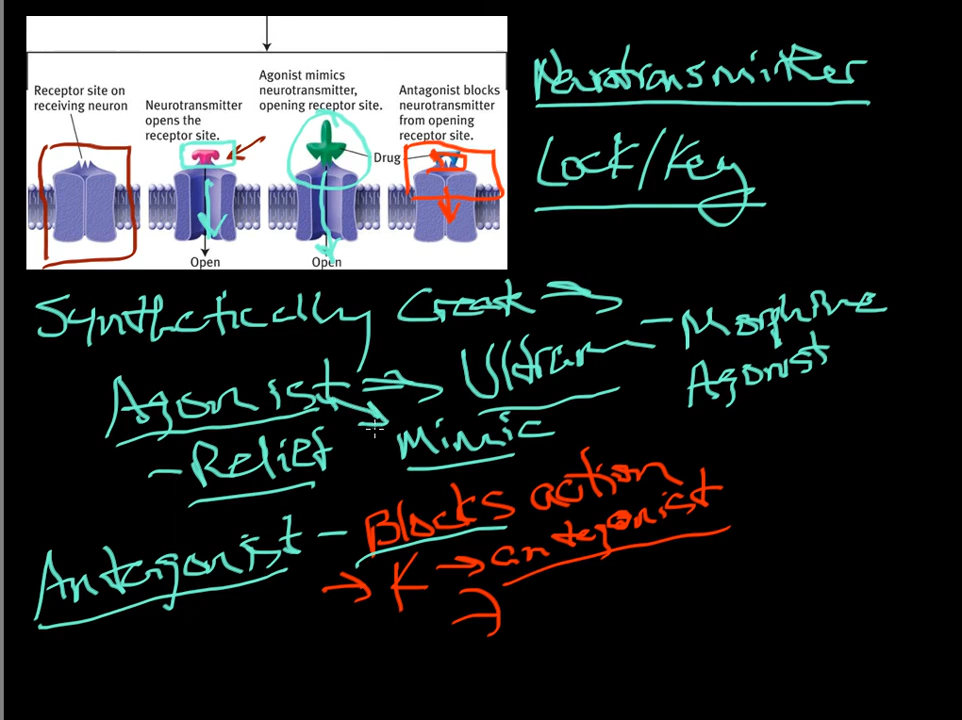 Receptor site on
receiving neuron
Neurotransmitter
opens the
receptor site.
Agonist mimics
neurotransmitter,
opening receptor site.
Antagonist blocks
neurotransmitter
from opening
receptor site.
Drug
Open
Open
Neurotransmitter
Lock/Key
Synthetically Create
Agonist → Ultram - Morphine
Agonist
- Relief → Mimic
Antagonist - Blocks action
→ K → antagonist